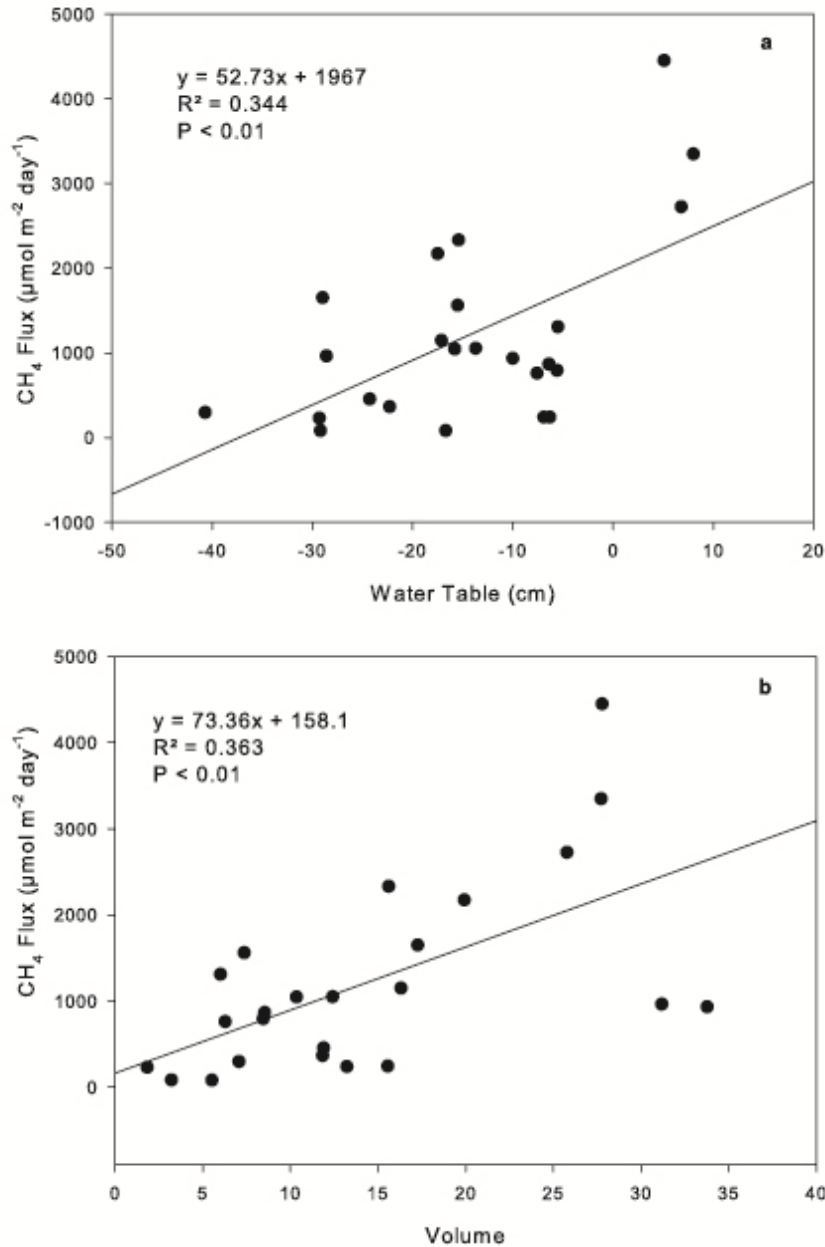 a
y = 52.73x + 1967
R² = 0.344
P < 0.01
CH₄ Flux (µmol m⁻² day⁻¹)
5000
4000
3000
2000
1000
0
-1000
-50 -40 -30 -20 -10 0 10 20
Water Table (cm)
b
y = 73.36x + 158.1
R² = 0.363
P < 0.01
CH₄ Flux (µmol m⁻² day⁻¹)
5000
4000
3000
2000
1000
0
0 5 10 15 20 25 30 35 40
Volume